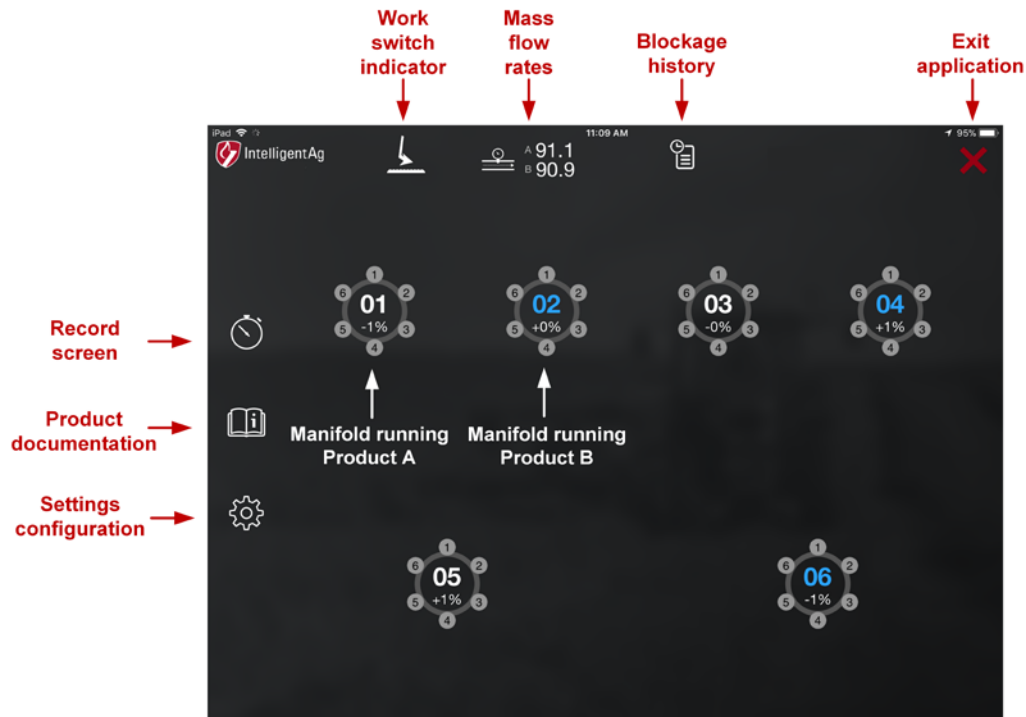 Work
switch
indicator
Mass
flow
rates
Blockage
history
Exit
application
iPad 11:09 AM 95%
IntelligentAg
A 91.1
B 90.9
1
6 2
01
-1%
5 3
4
1
6 2
02
+0%
5 3
4
1
6 2
03
-0%
5 3
4
1
6 2
04
+1%
5 3
4
Record
screen
Manifold running
Product A
Manifold running
Product B
Product
documentation
i
Settings
configuration
1
6 2
05
+1%
5 3
4
1
6 2
06
-1%
5 3
4